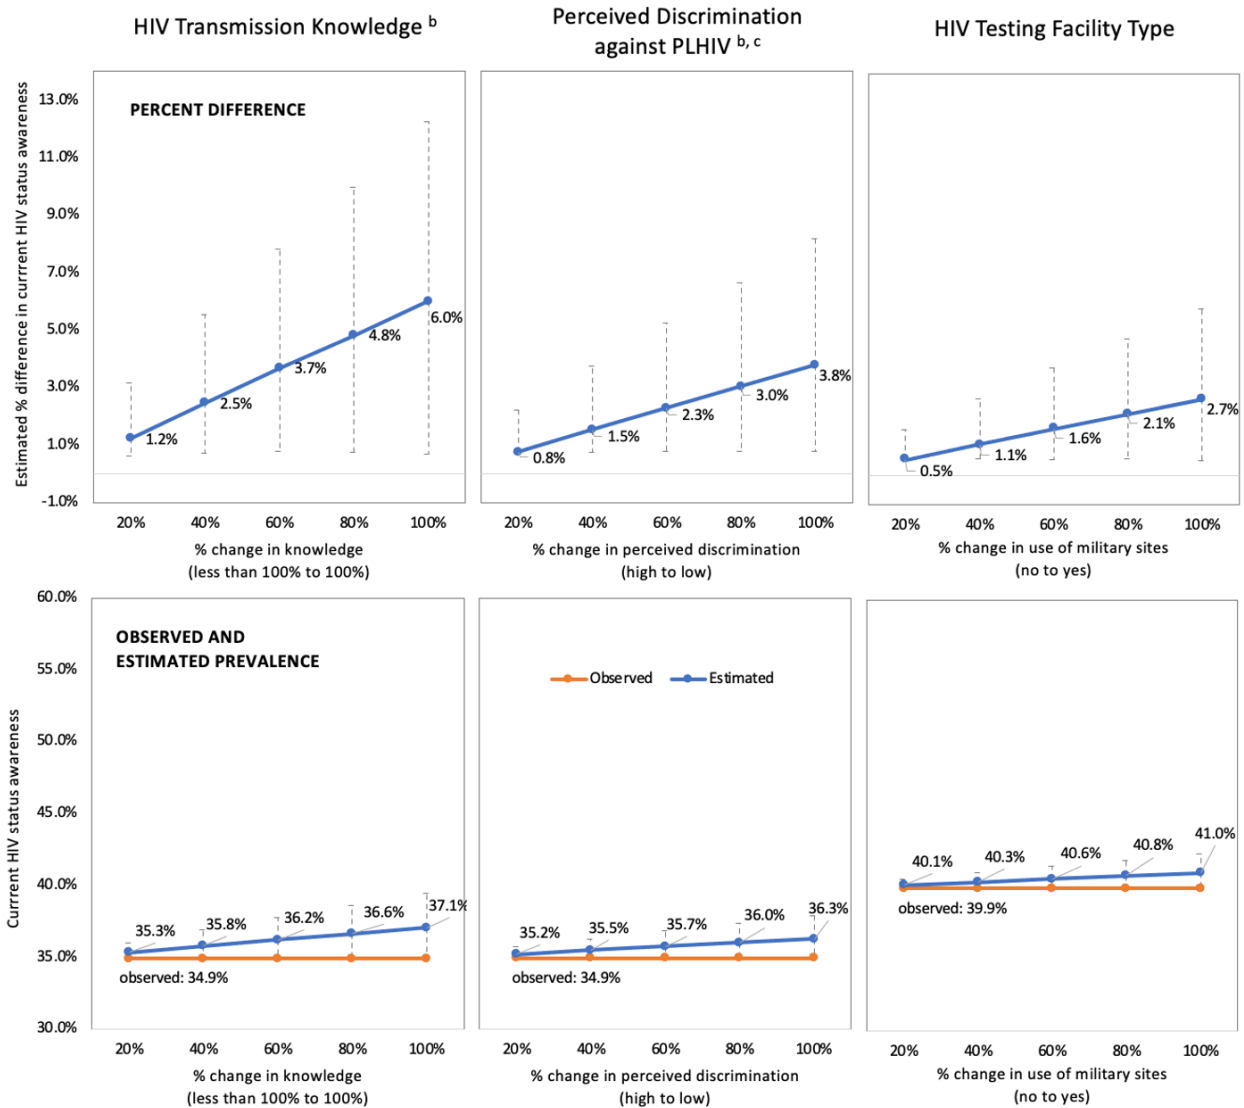 HIV Transmission Knowledge b
Perceived Discrimination
against PLHIV b, c
HIV Testing Facility Type
Estimated % difference in currrent HIV status awareness
13.0%
11.0%
9.0%
7.0%
5.0%
3.0%
1.0%
-1.0%
PERCENT DIFFERENCE
1.2%
2.5%
3.7%
4.8%
6.0%
20% 40% 60% 80% 100%
% change in knowledge
(less than 100% to 100%)
0.8%
1.5%
2.3%
3.0%
3.8%
20% 40% 60% 80% 100%
% change in perceived discrimination
(high to low)
0.5%
1.1%
1.6%
2.1%
2.7%
20% 40% 60% 80% 100%
% change in use of military sites
(no to yes)
Currrent HIV status awareness
60.0%
55.0%
50.0%
45.0%
40.0%
35.0%
30.0%
OBSERVED AND
ESTIMATED PREVALENCE
35.3%
35.8%
36.2%
36.6%
37.1%
observed: 34.9%
20% 40% 60% 80% 100%
% change in knowledge
(less than 100% to 100%)
Observed Estimated
35.2%
35.5%
35.7%
36.0%
36.3%
observed: 34.9%
20% 40% 60% 80% 100%
% change in perceived discrimination
(high to low)
40.1%
40.3%
40.6%
40.8%
41.0%
observed: 39.9%
20% 40% 60% 80% 100%
% change in use of military sites
(no to yes)